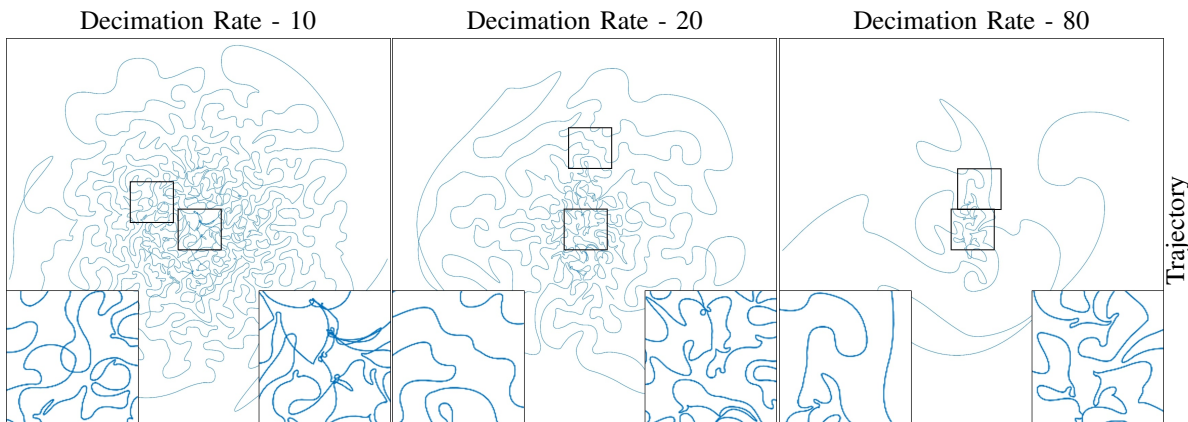 Decimation Rate - 10
Decimation Rate - 20
Decimation Rate - 80
Trajectory